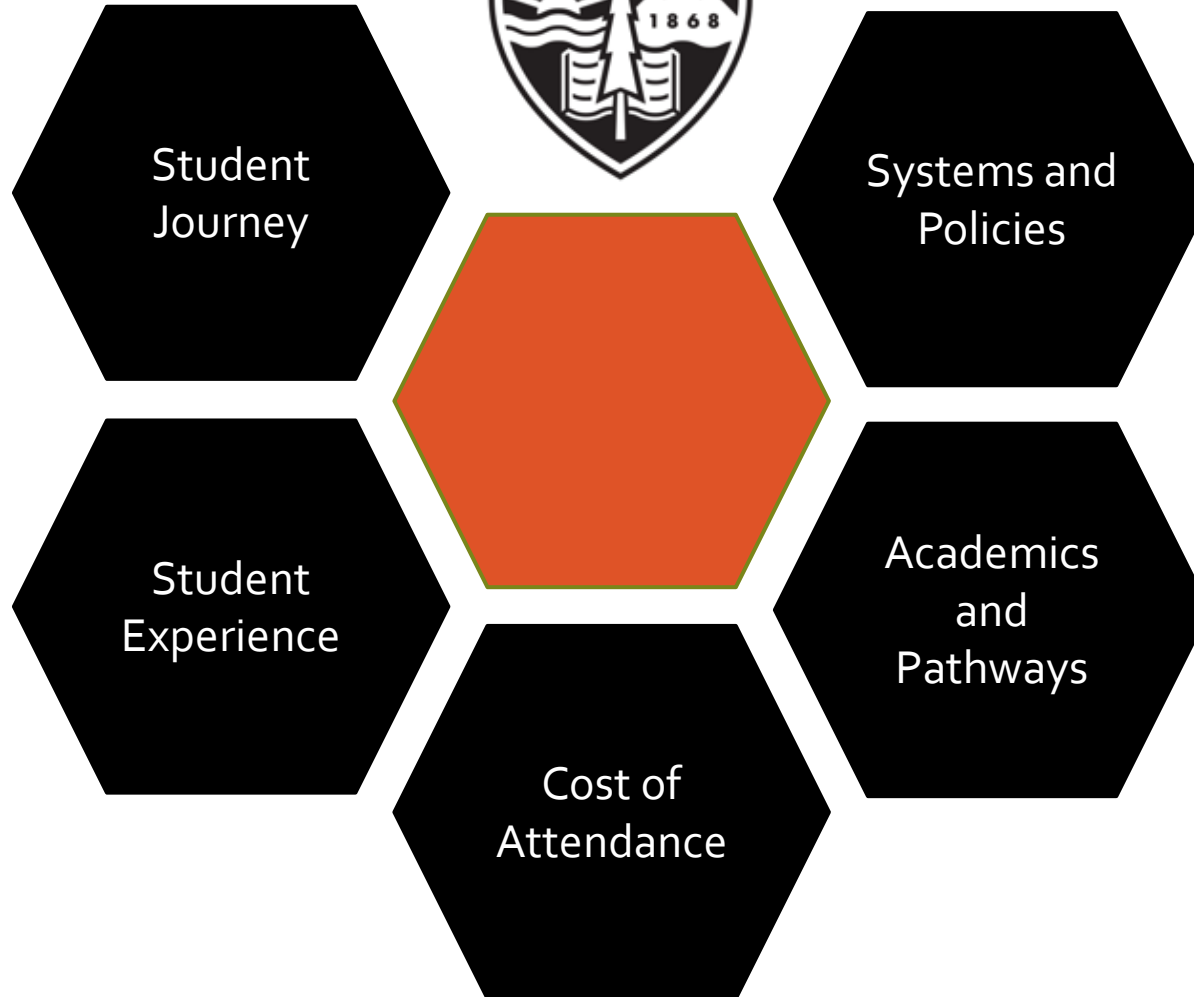 1868
Student
Journey
Systems and
Policies
Student
Experience
Academics
and
Pathways
Cost of
Attendance